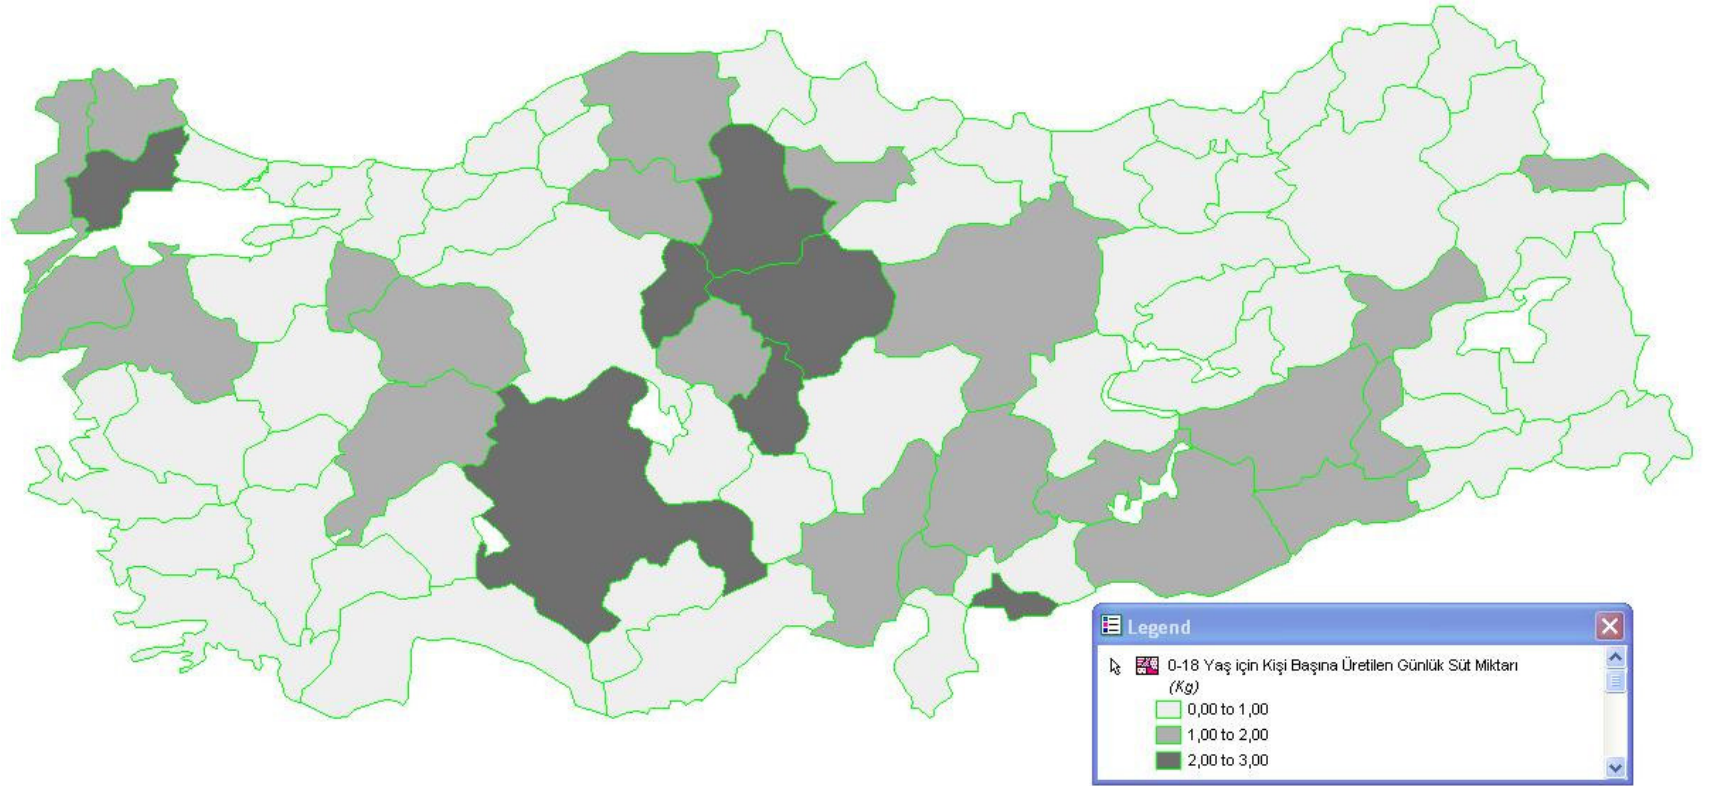 Legend
0-18 Yaş için Kişi Başına Üretilen Günlük Süt Miktarı
(Kg)
0,00 to 1,00
1,00 to 2,00
2,00 to 3,00